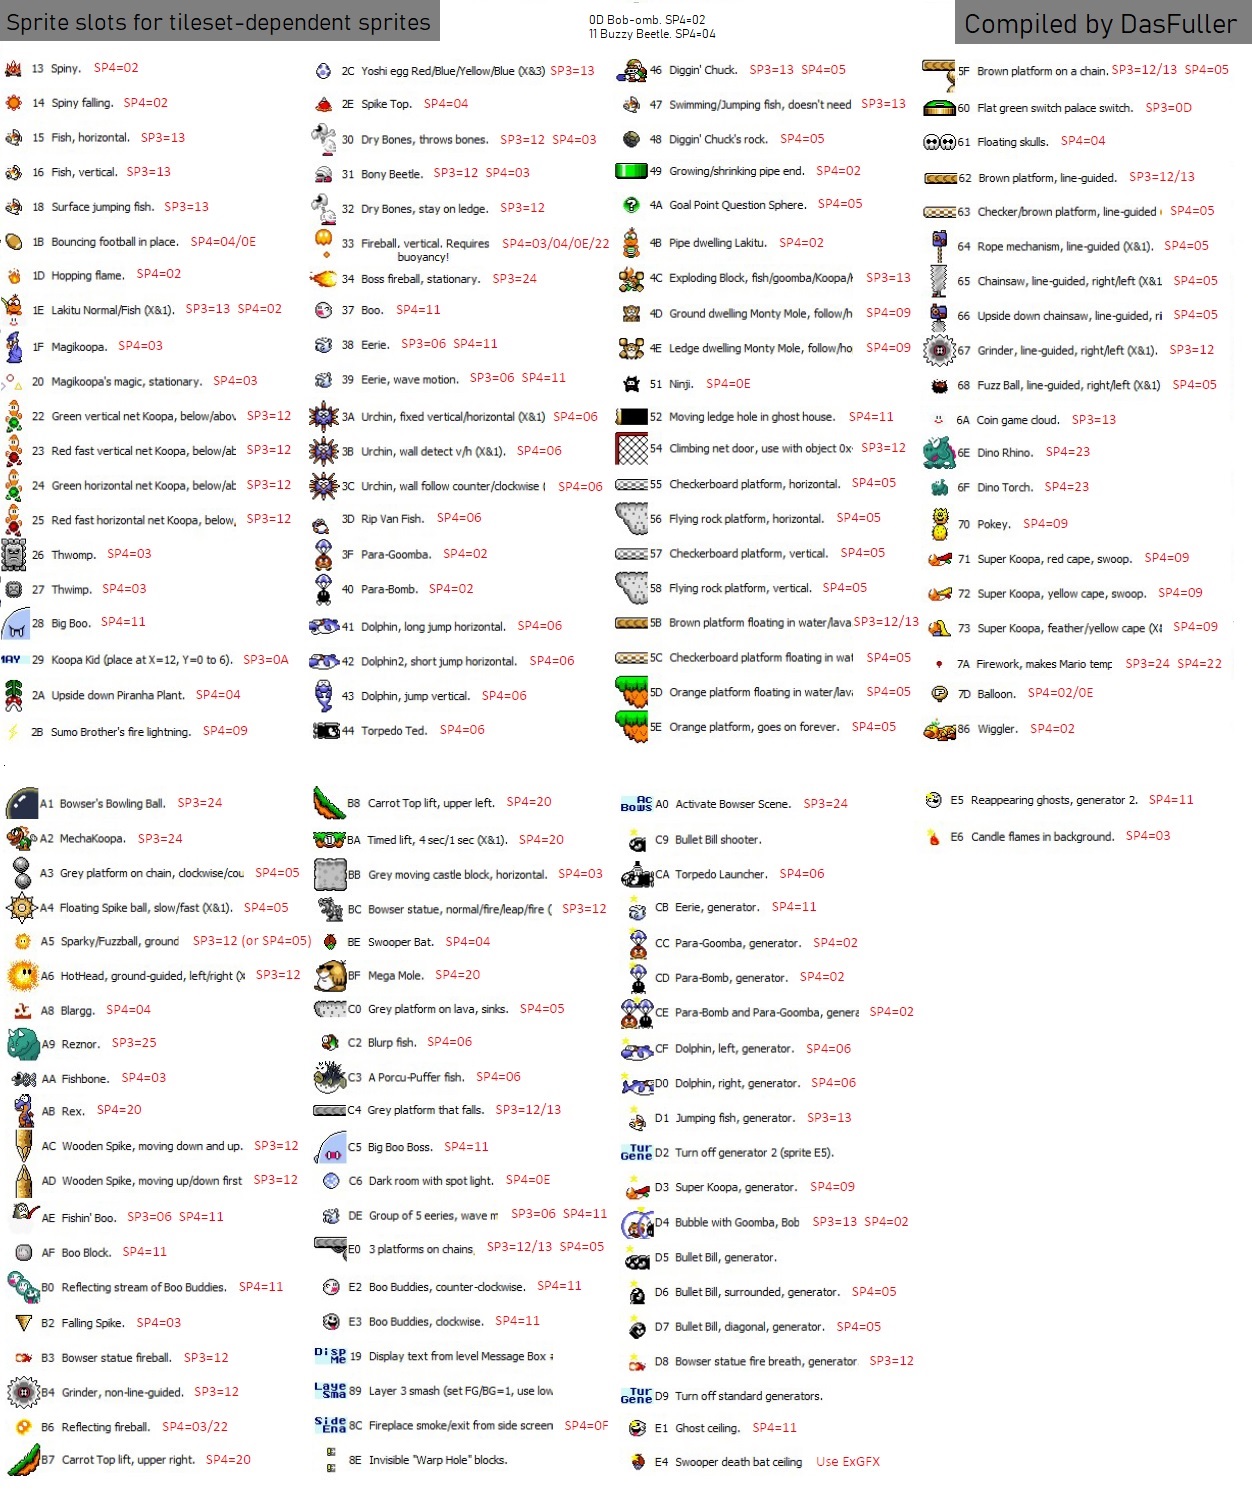 Sprite slots for tileset-dependent sprites
0D Bob-omb. SP4=02
11 Buzzy Beetle. SP4=04
Compiled by DasFuller
13 Spiny. SP4=02
14 Spiny falling. SP4=02
15 Fish, horizontal. SP3=13
16 Fish, vertical. SP3=13
18 Surface jumping fish. SP3=13
1B Bouncing football in place. SP4=04/0E
1D Hopping flame. SP4=02
1E Lakitu Normal/Fish (X&1). SP3=13 SP4=02
1F Magikoopa. SP4=03
20 Magikoopa's magic, stationary. SP4=03
22 Green vertical net Koopa, below/abov. SP3=12
23 Red fast vertical net Koopa, below/ab SP3=12
24 Green horizontal net Koopa, below/ab SP3=12
25 Red fast horizontal net Koopa, below, SP3=12
26 Thwomp. SP4=03
27 Thwimp. SP4=03
28 Big Boo. SP4=11
MAY 29 Koopa Kid (place at X=12, Y=0 to 6). SP3=0A
2A Upside down Piranha Plant. SP4=04
2B Sumo Brother's fire lightning. SP4=09
2C Yoshi egg Red/Blue/Yellow/Blue (X&3) SP3=13
2E Spike Top. SP4=04
30 Dry Bones, throws bones. SP3=12 SP4=03
31 Bony Beetle. SP3=12 SP4=03
32 Dry Bones, stay on ledge. SP3=12
33 Fireball, vertical. Requires SP4=03/04/0E/22
buoyancy!
34 Boss fireball, stationary. SP3=24
37 Boo. SP4=11
38 Eerie. SP3=06 SP4=11
39 Eerie, wave motion. SP3=06 SP4=11
3A Urchin, fixed vertical/horizontal (X&1) SP4=06
3B Urchin, wall detect v/h (X&1). SP4=06
3C Urchin, wall follow counter/clockwise ( SP4=06
3D Rip Van Fish. SP4=06
3F Para-Goomba. SP4=02
40 Para-Bomb. SP4=02
41 Dolphin, long jump horizontal. SP4=06
42 Dolphin2, short jump horizontal. SP4=06
43 Dolphin, jump vertical. SP4=06
44 Torpedo Ted. SP4=06
46 Diggin' Chuck. SP3=13 SP4=05
47 Swimming/Jumping fish, doesn't need SP3=13
48 Diggin' Chuck's rock. SP4=05
49 Growing/shrinking pipe end. SP4=02
4A Goal Point Question Sphere. SP4=05
4B Pipe dwelling Lakitu. SP4=02
4C Exploding Block, fish/goomba/Koopa/ SP3=13
4D Ground dwelling Monty Mole, follow/h SP4=09
4E Ledge dwelling Monty Mole, follow/ho SP4=09
51 Ninji. SP4=0E
52 Moving ledge hole in ghost house. SP4=11
54 Climbing net door, use with object 0x SP3=12
55 Checkerboard platform, horizontal. SP4=05
56 Flying rock platform, horizontal. SP4=05
57 Checkerboard platform, vertical. SP4=05
58 Flying rock platform, vertical. SP4=05
5B Brown platform floating in water/lava SP3=12/13
5C Checkerboard platform floating in wat SP4=05
5D Orange platform floating in water/lav SP4=05
5E Orange platform, goes on forever. SP4=05
5F Brown platform on a chain. SP3=12/13 SP4=05
60 Flat green switch palace switch. SP3=0D
61 Floating skulls. SP4=04
62 Brown platform, line-guided. SP3=12/13
63 Checker/brown platform, line-guided SP4=05
64 Rope mechanism, line-guided (X&1). SP4=05
65 Chainsaw, line-guided, right/left (X&1 SP4=05
66 Upside down chainsaw, line-guided, ri SP4=05
67 Grinder, line-guided, right/left (X&1). SP3=12
68 Fuzz Ball, line-guided, right/left (X&1) SP4=05
6A Coin game cloud. SP3=13
6E Dino Rhino. SP4=23
6F Dino Torch. SP4=23
70 Pokey. SP4=09
71 Super Koopa, red cape, swoop. SP4=09
72 Super Koopa, yellow cape, swoop. SP4=09
73 Super Koopa, feather/yellow cape (X& SP4=09
7A Firework, makes Mario temp SP3=24 SP4=22
7D Balloon. SP4=02/0E
86 Wiggler. SP4=02
A1 Bowser's Bowling Ball. SP3=24
A2 MechaKoopa. SP3=24
A3 Grey platform on chain, clockwise/cou SP4=05
A4 Floating Spike ball, slow/fast (X&1). SP4=05
A5 Sparky/Fuzzball, ground SP3=12 (or SP4=05)
A6 HotHead, ground-guided, left/right (X SP3=12
A8 Blargg. SP4=04
A9 Reznor. SP3=25
AA Fishbone. SP4=03
AB Rex. SP4=20
AC Wooden Spike, moving down and up. SP3=12
AD Wooden Spike, moving up/down first SP3=12
AE Fishin' Boo. SP3=06 SP4=11
AF Boo Block. SP4=11
B0 Reflecting stream of Boo Buddies. SP4=11
B2 Falling Spike. SP4=03
B3 Bowser statue fireball. SP3=12
B4 Grinder, non-line-guided. SP3=12
B6 Reflecting fireball. SP4=03/22
B7 Carrot Top lift, upper right. SP4=20
B8 Carrot Top lift, upper left. SP4=20
BA Timed lift, 4 sec/1 sec (X&1). SP4=20
BB Grey moving castle block, horizontal. SP4=03
BC Bowser statue, normal/fire/leap/fire ( SP3=12
BE Swooper Bat. SP4=04
BF Mega Mole. SP4=20
C0 Grey platform on lava, sinks. SP4=05
C2 Blurp fish. SP4=06
C3 A Porcu-Puffer fish. SP4=06
C4 Grey platform that falls. SP3=12/13
C5 Big Boo Boss. SP4=11
C6 Dark room with spot light. SP4=0E
DE Group of 5 eeries, wave m SP3=06 SP4=11
E0 3 platforms on chains, SP3=12/13 SP4=05
E2 Boo Buddies, counter-clockwise. SP4=11
E3 Boo Buddies, clockwise. SP4=11
Disp Me 19 Display text from level Message Box
Laye Sma 89 Layer 3 smash (set FG/BG=1, use low
Side Ena 8C Fireplace smoke/exit from side screen SP4=0F
8E Invisible "Warp Hole" blocks.
Ac Bows A0 Activate Bowser Scene. SP3=24
C9 Bullet Bill shooter.
CA Torpedo Launcher. SP4=06
CB Eerie, generator. SP4=11
CC Para-Goomba, generator. SP4=02
CD Para-Bomb, generator. SP4=02
CE Para-Bomb and Para-Goomba, genera SP4=02
CF Dolphin, left, generator. SP4=06
D0 Dolphin, right, generator. SP4=06
D1 Jumping fish, generator. SP3=13
Tur Gene D2 Turn off generator 2 (sprite E5).
D3 Super Koopa, generator. SP4=09
D4 Bubble with Goomba, Bob SP3=13 SP4=02
D5 Bullet Bill, generator.
D6 Bullet Bill, surrounded, generator. SP4=05
D7 Bullet Bill, diagonal, generator. SP4=05
D8 Bowser statue fire breath, generator SP3=12
Tur Gene D9 Turn off standard generators.
E1 Ghost ceiling. SP4=11
E4 Swooper death bat ceiling Use ExGFX
E5 Reappearing ghosts, generator 2. SP4=11
E6 Candle flames in background. SP4=03